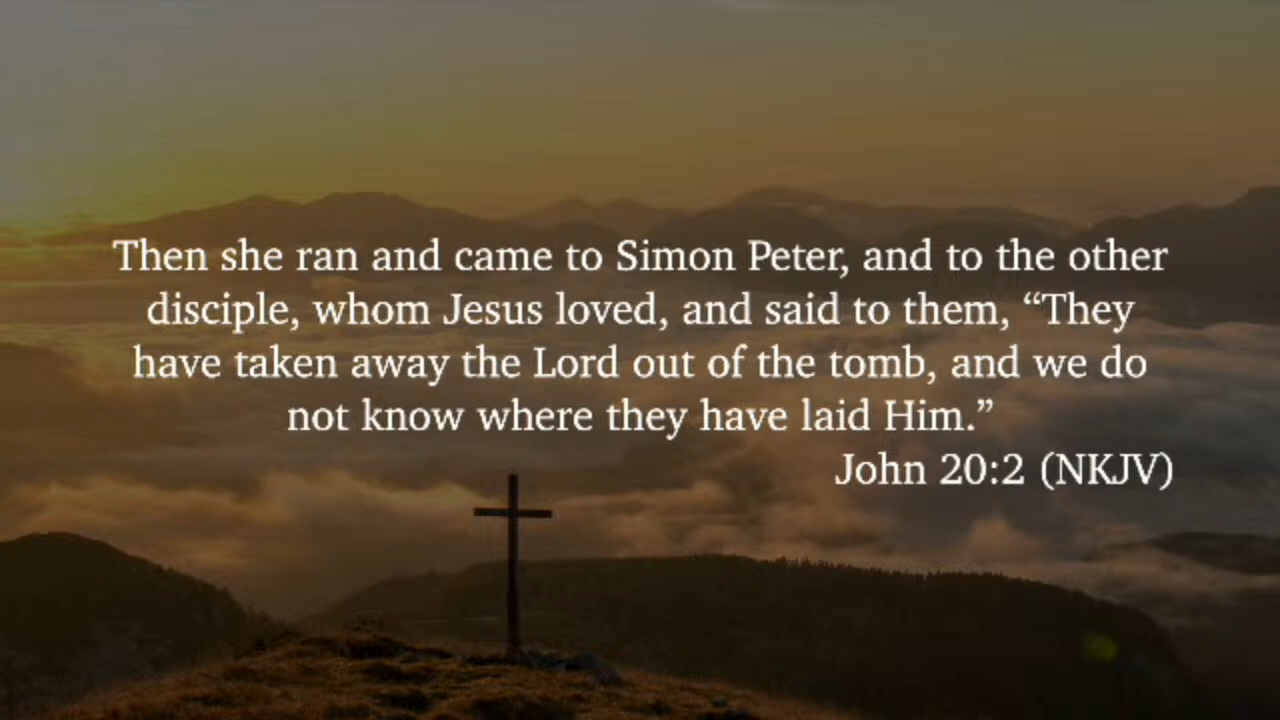 Then she ran and came to Simon Peter, and to the other
disciple, whom Jesus loved, and said to them, “They
have taken away the Lord out of the tomb, and we do
not know where they have laid Him.”
John 20:2 (NKJV)